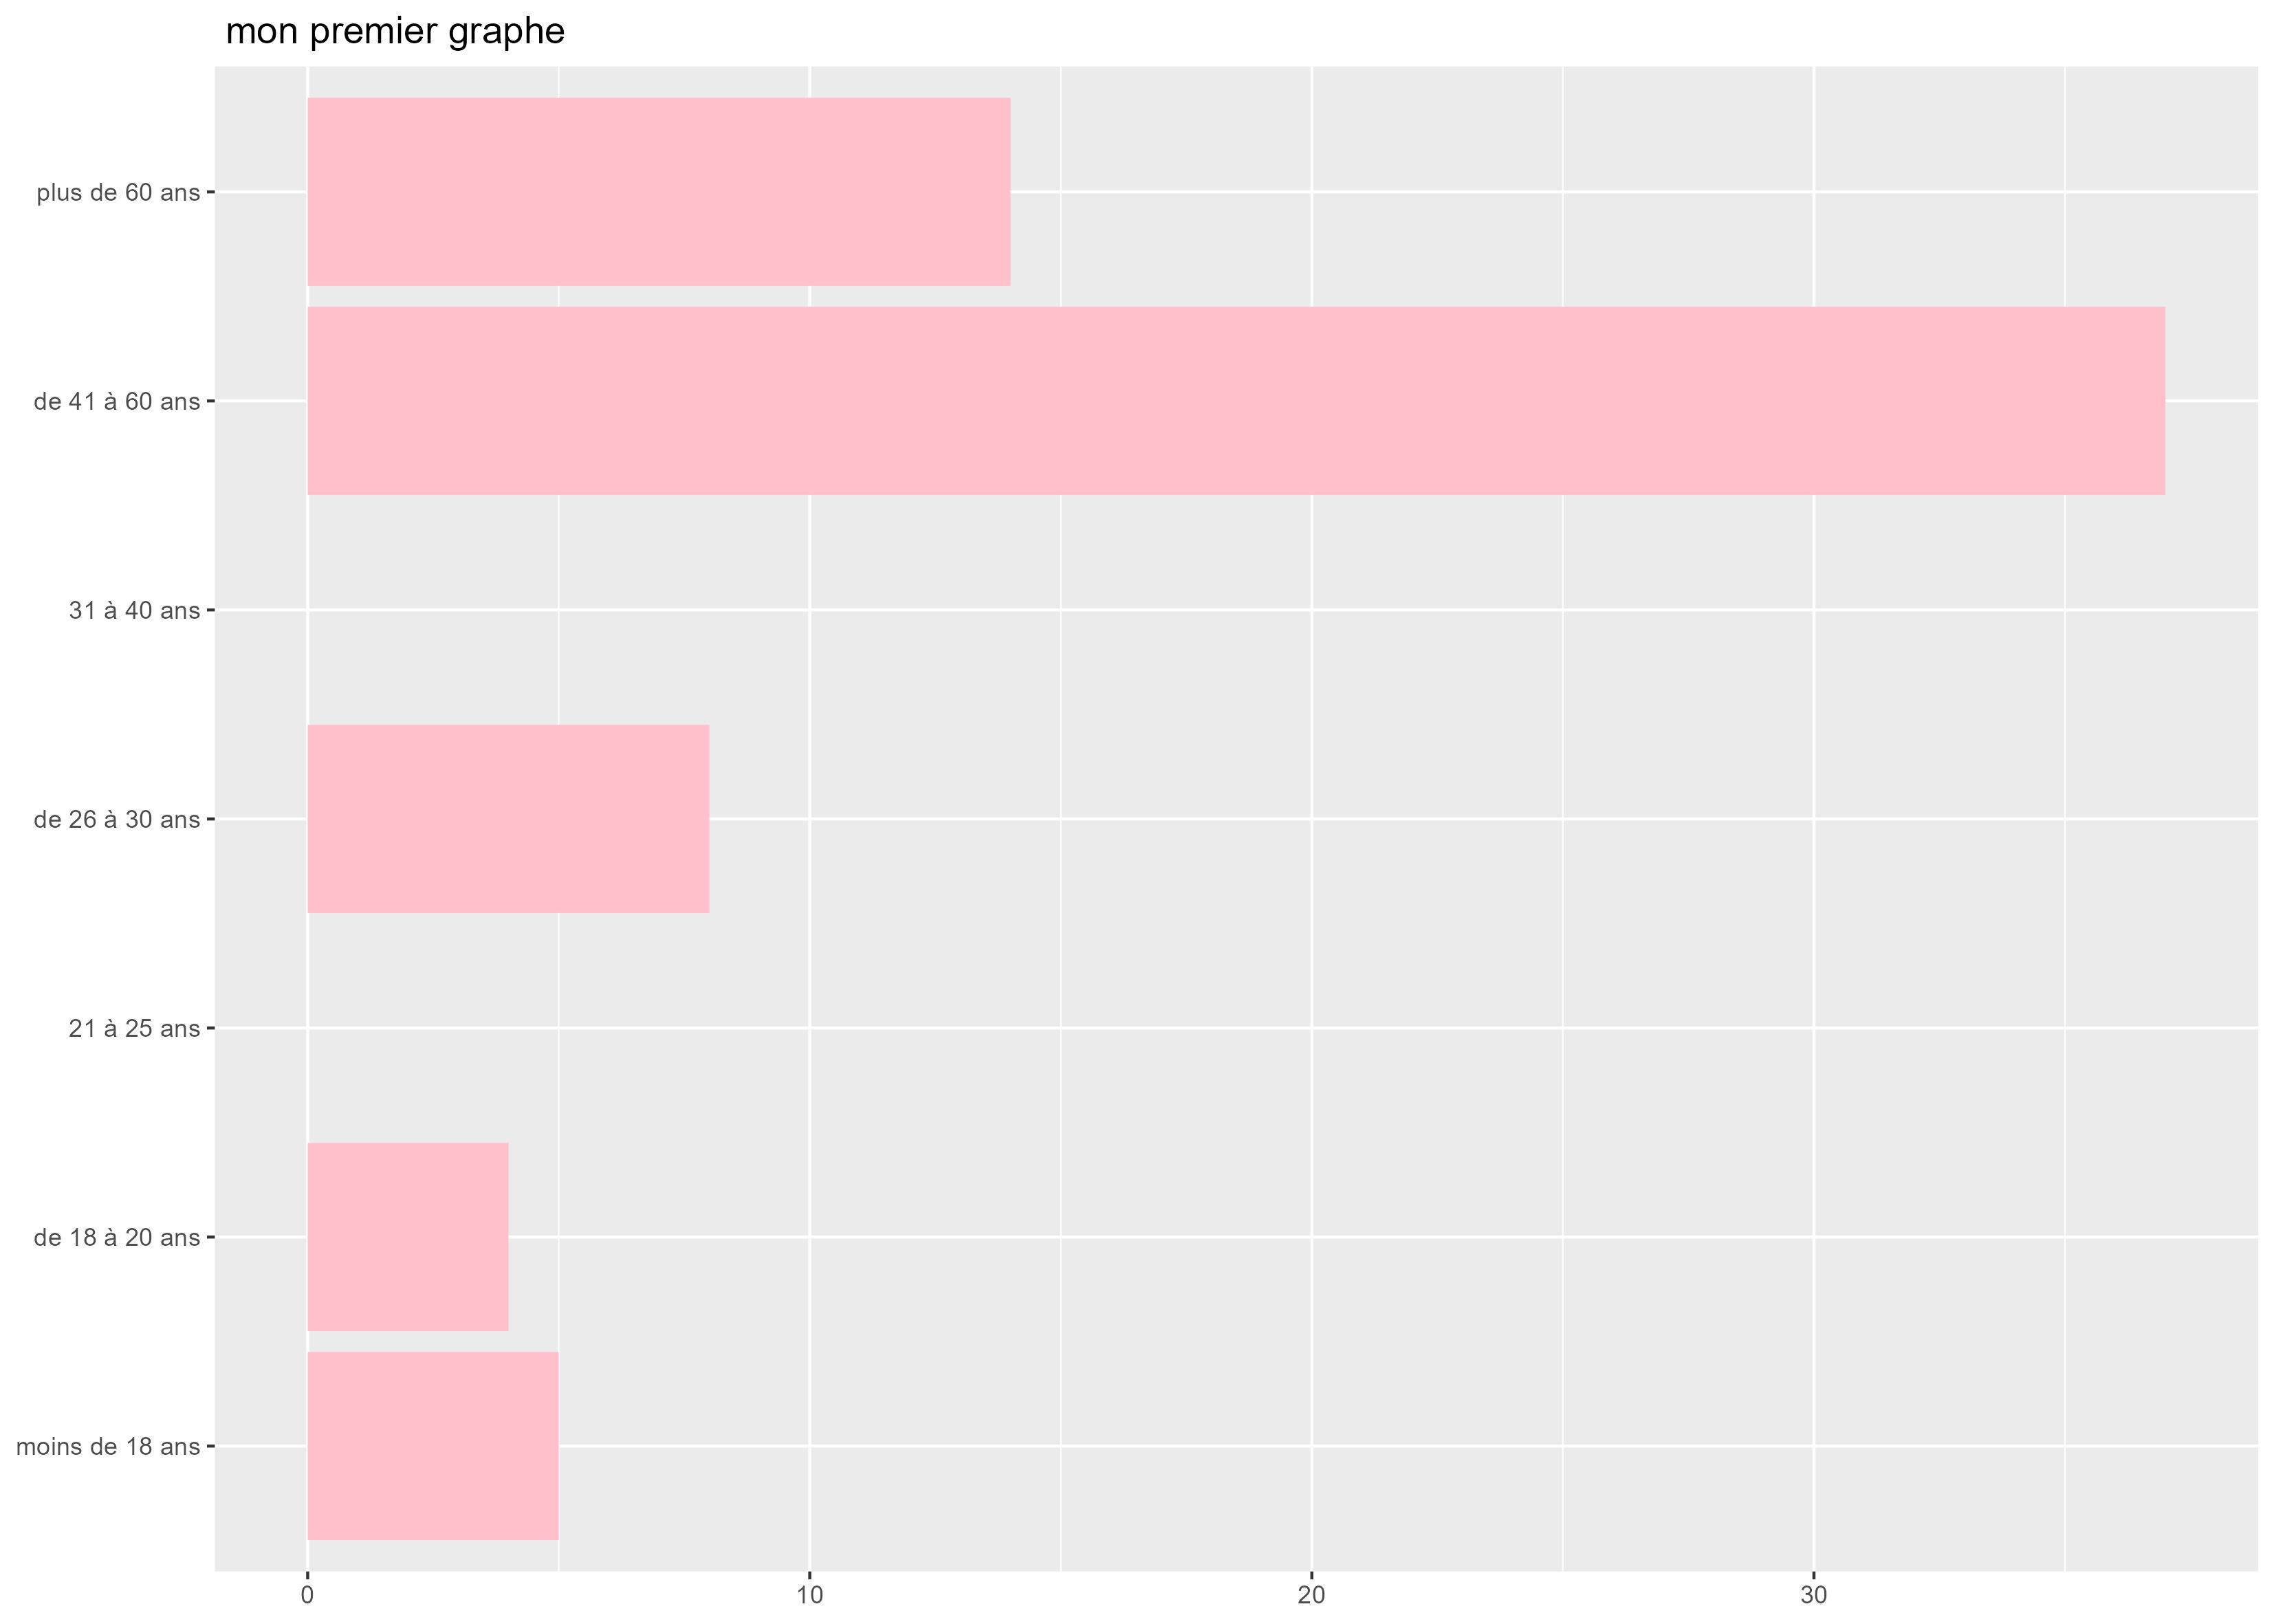 mon premier graphe
plus de 60 ans
de 41 à 60 ans
31 à 40 ans
de 26 à 30 ans
21 à 25 ans
de 18 à 20 ans
moins de 18 ans
0 10 20 30